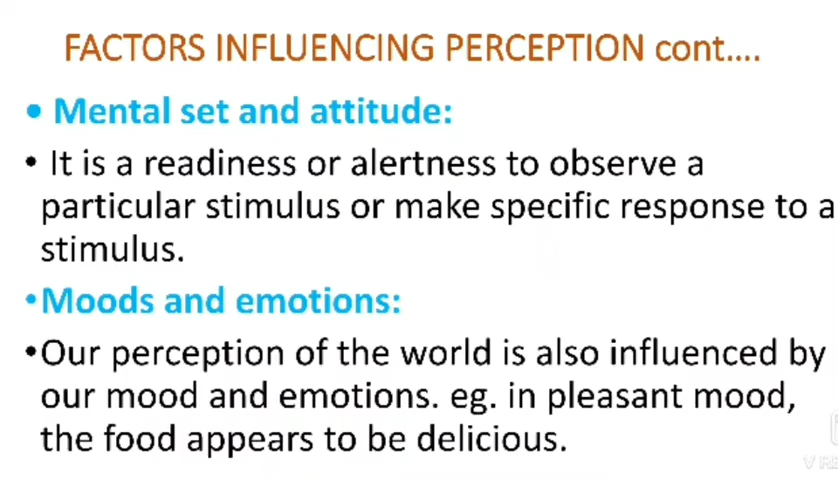 FACTORS INFLUENCING PERCEPTION cont....
• Mental set and attitude:
• It is a readiness or alertness to observe a
particular stimulus or make specific response to a
stimulus.
•Moods and emotions:
•Our perception of the world is also influenced by
our mood and emotions. eg. in pleasant mood,
the food appears to be delicious.